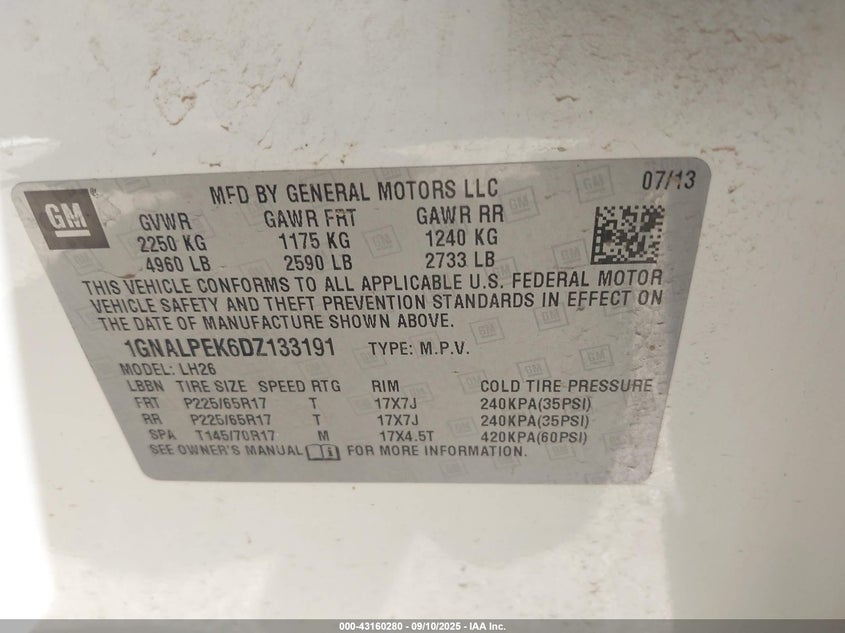 GM
MFD BY GENERAL MOTORS LLC 07/13
GVWR GAWR FRT GAWR RR
2250 KG 1175 KG 1240 KG
4960 LB 2590 LB 2733 LB
THIS VEHICLE CONFORMS TO ALL APPLICABLE U.S. FEDERAL MOTOR
VEHICLE SAFETY AND THEFT PREVENTION STANDARDS IN EFFECT ON
THE DATE OF MANUFACTURE SHOWN ABOVE.
1GNALPEK6DZ133191 TYPE: M.P.V.
MODEL: LH26
LBBN TIRE SIZE SPEED RTG RIM COLD TIRE PRESSURE
FRT P225/65R17 T 17X7J 240KPA(35PSI)
RR P225/65R17 T 17X7J 240KPA(35PSI)
SPA T145/70R17 M 17X4.5T 420KPA(60PSI)
SEE OWNER'S MANUAL FOR MORE INFORMATION.
000-43160280 - 09/10/2025 - IAA Inc.